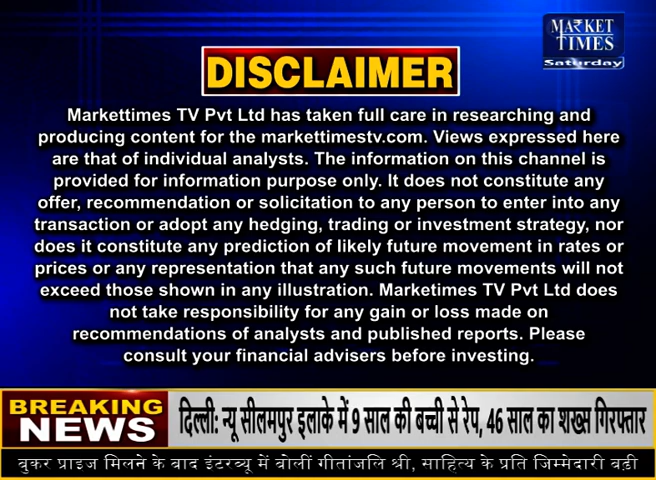 MARKET
TIMES
Saturday
DISCLAIMER
Markettimes TV Pvt Ltd has taken full care in researching and
producing content for the markettimestv.com. Views expressed here
are that of individual analysts. The information on this channel is
provided for information purpose only. It does not constitute any
offer, recommendation or solicitation to any person to enter into any
transaction or adopt any hedging, trading or investment strategy, nor
does it constitute any prediction of likely future movement in rates or
prices or any representation that any such future movements will not
exceed those shown in any illustration. Marketimes TV Pvt Ltd does
not take responsibility for any gain or loss made on
recommendations of analysts and published reports. Please
consult your financial advisers before investing.
BREAKING
NEWS
दिल्ली: न्यू सीलमपुर इलाके में 9 साल की बच्ची से रेप, 46 साल का शख्स गिरफ्तार
बुकर प्राइज मिलने के बाद इंटरव्यू में बोलीं गीतांजलि श्री, साहित्य के प्रति जिम्मेदारी बढ़ी